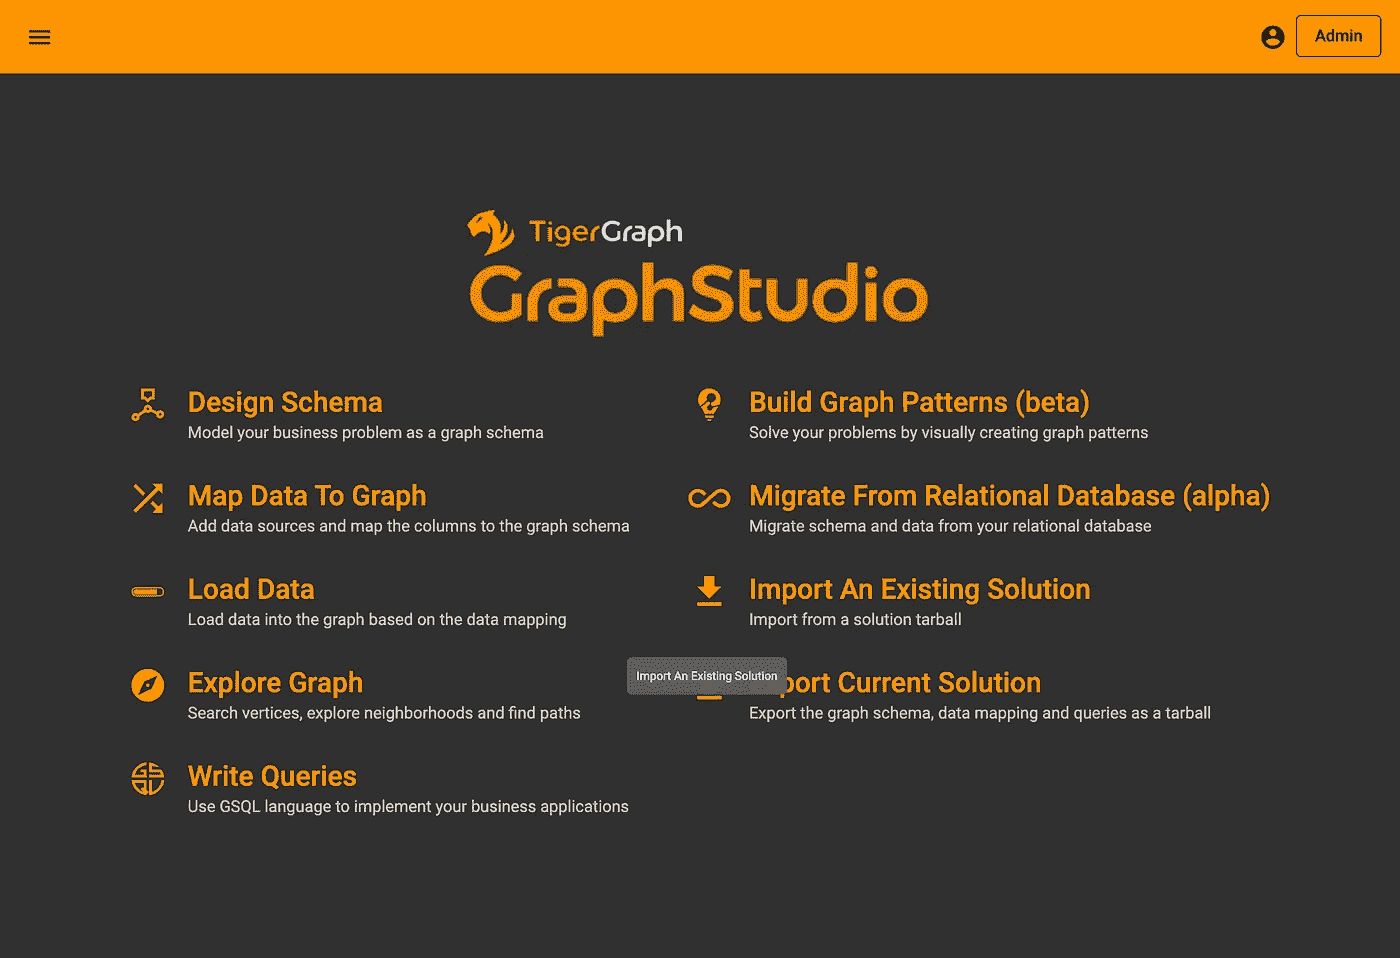 Admin
TigerGraph
GraphStudio
Design Schema
Model your business problem as a graph schema
Map Data To Graph
Add data sources and map the columns to the graph schema
Load Data
Load data into the graph based on the data mapping
Explore Graph
Search vertices, explore neighborhoods and find paths
Write Queries
Use GSQL language to implement your business applications
Build Graph Patterns (beta)
Solve your problems by visually creating graph patterns
Migrate From Relational Database (alpha)
Migrate schema and data from your relational database
Import An Existing Solution
Import from a solution tarball
Import An Existing Solution
port Current Solution
Export the graph schema, data mapping and queries as a tarball